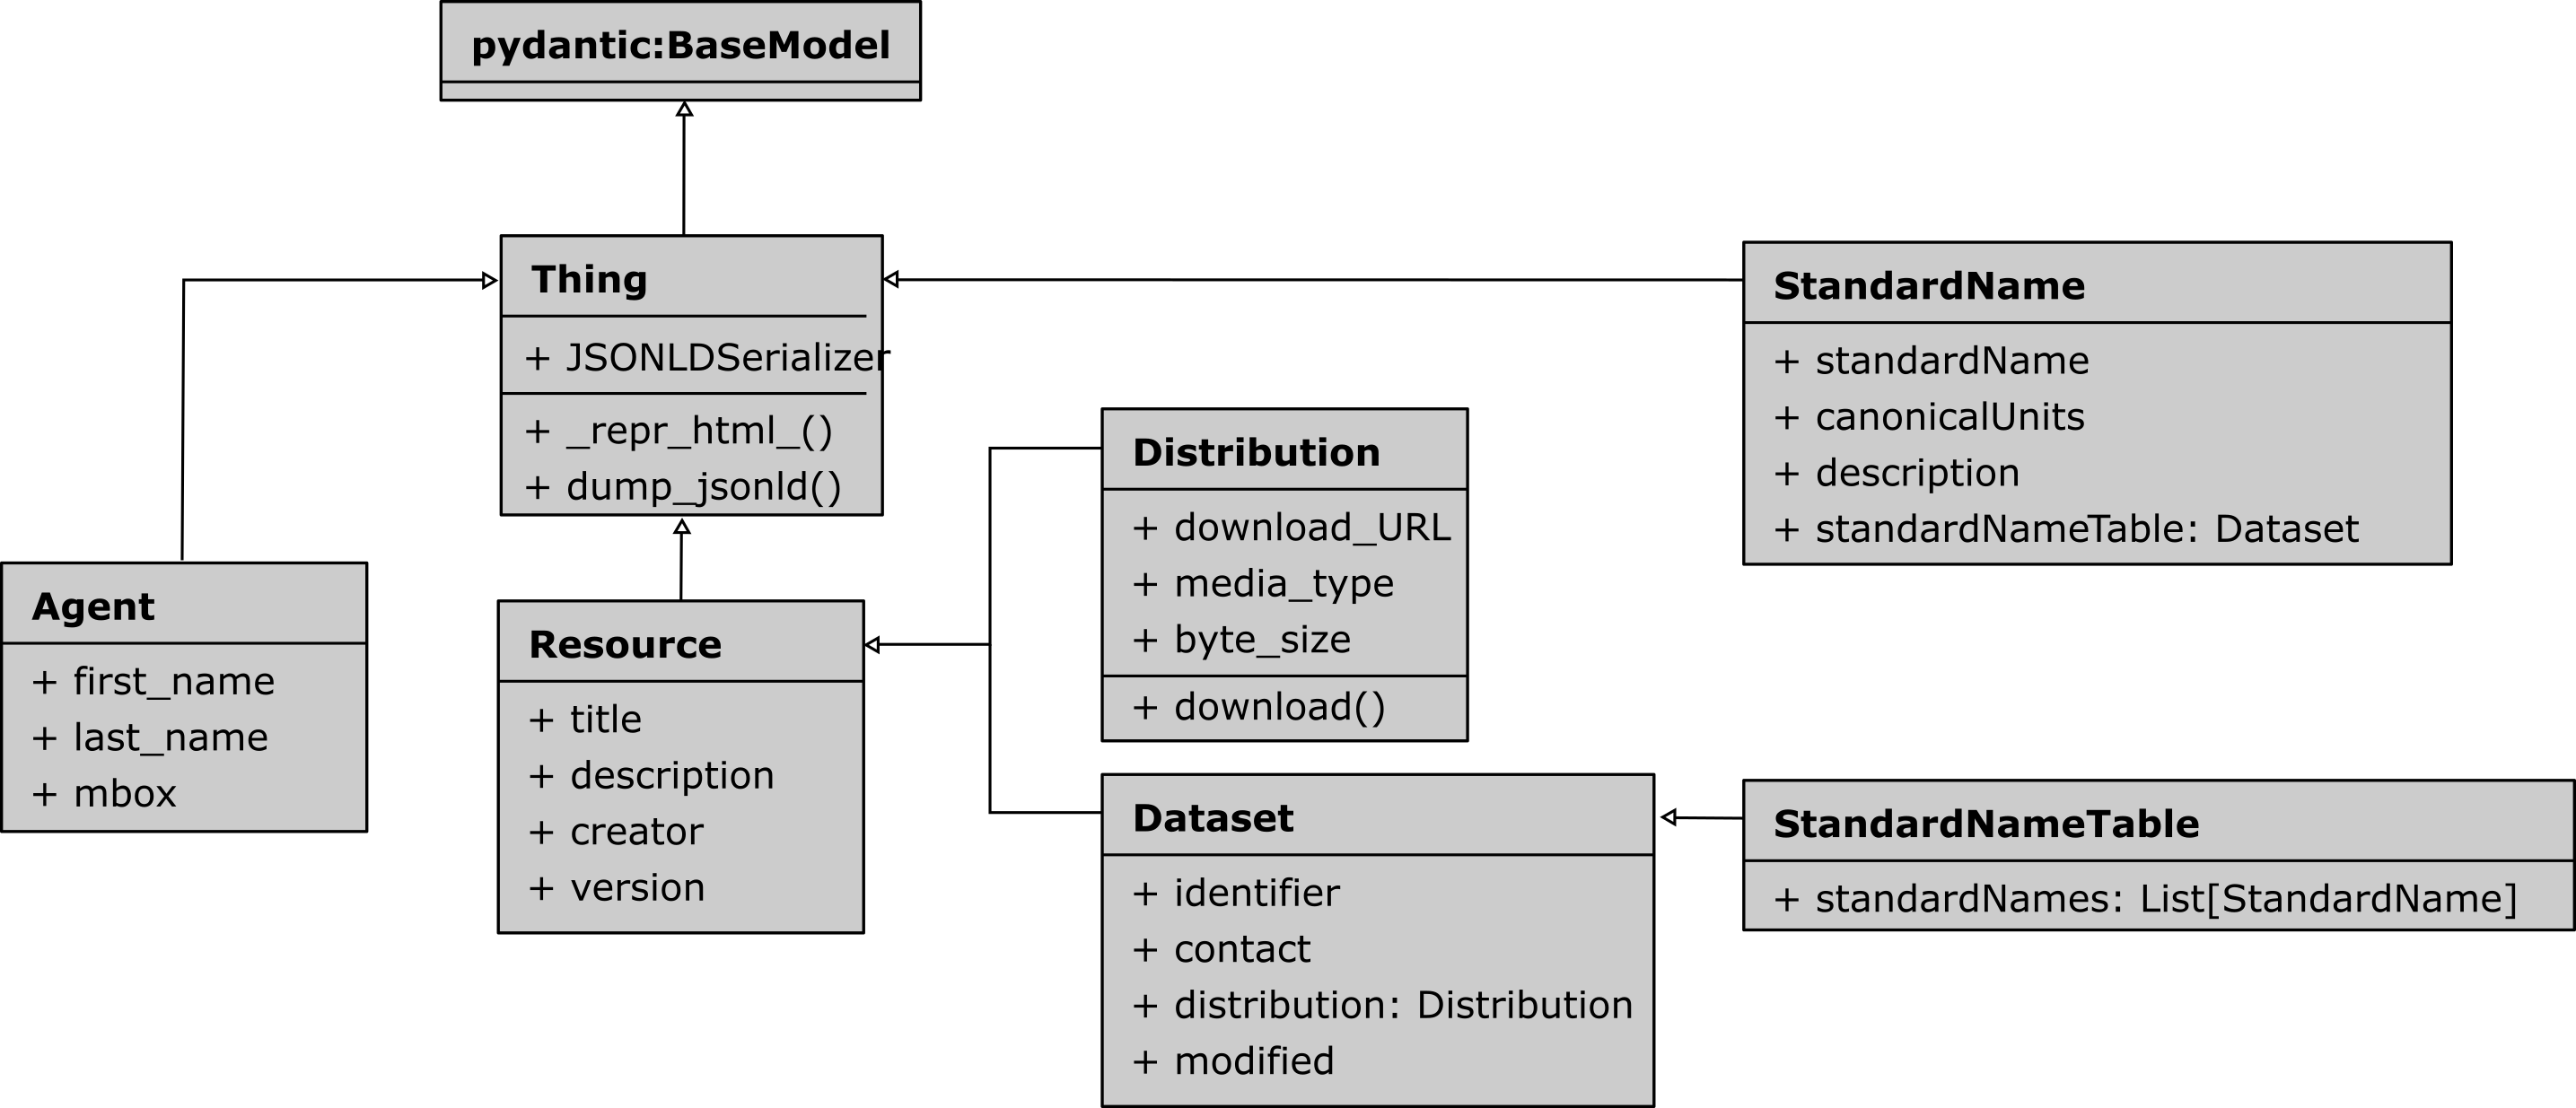 pydantic:BaseModel
Thing
+ JSONLDSerializer
+ _repr_html_()
+ dump_jsonld()
StandardName
+ standardName
+ canonicalUnits
+ description
+ standardNameTable: Dataset
Agent
+ first_name
+ last_name
+ mbox
Resource
+ title
+ description
+ creator
+ version
Distribution
+ download_URL
+ media_type
+ byte_size
+ download()
Dataset
+ identifier
+ contact
+ distribution: Distribution
+ modified
StandardNameTable
+ standardNames: List[StandardName]